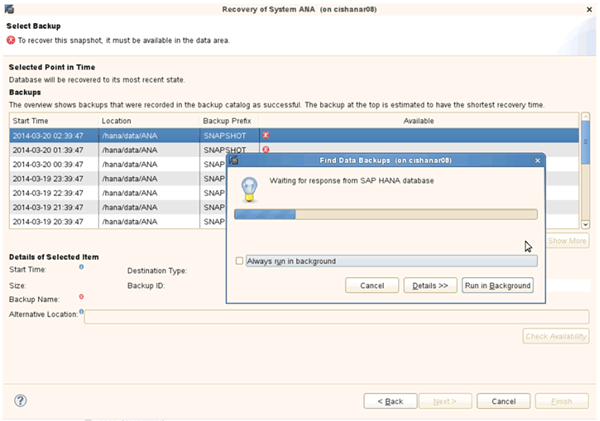 Recovery of System ANA (on cishanar08)
Select Backup
To recover this snapshot, it must be available in the data area.
Selected Point in Time
Database will be recovered to its most recent state.
Backups
The overview shows backups that were recorded in the backup catalog as successful. The backup at the top is estimated to have the shortest recovery time.
Start Time Location Backup Prefix Available
2014-03-20 02:39:47 /hana/data/ANA SNAPSHOT
2014-03-20 01:39:47 /hana/data/ANA SNAPSHOT
2014-03-20 00:39:47 /hana/data/ANA SNAP
2014-03-19 23:39:47 /hana/data/ANA SNAP
2014-03-19 22:39:47 /hana/data/ANA SNAP
2014-03-19 21:39:47 /hana/data/ANA SNAP
2014-03-19 20:39:47 /hana/data/ANA SNAP
Find Data Backups (on cishanar08)
Waiting for response from SAP HANA database
Always run in background
Cancel Details >> Run in Background
Show More
Details of Selected Item
Start Time: Destination Type:
Size: Backup ID:
Backup Name:
Alternative Location:
Check Availability
< Back Next > Cancel Finish